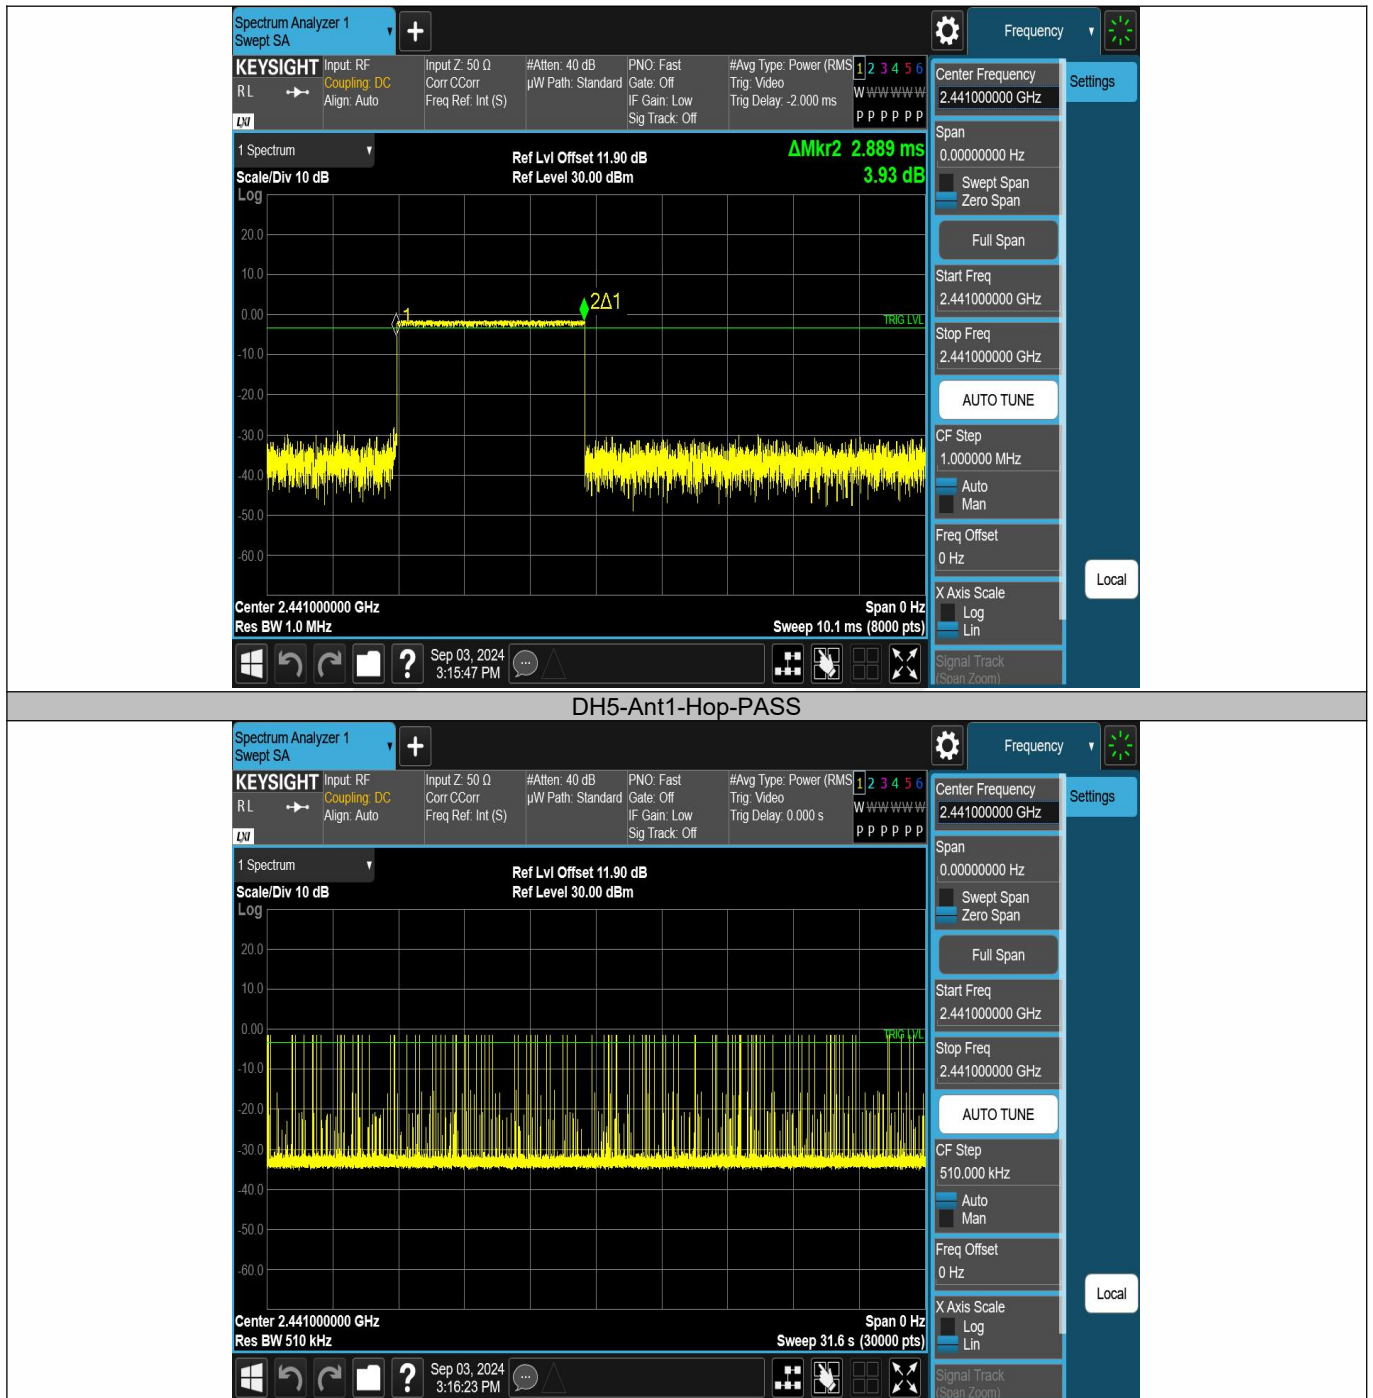 Spectrum Analyzer 1
Swept SA
+
Frequency
KEYSIGHT
RL
LXI
Input: RF
Coupling: DC
Align: Auto
Input Z: 50 Ω
Corr CCorr
Freq Ref: Int (S)
#Atten: 40 dB
µW Path: Standard
PNO: Fast
Gate: Off
IF Gain: Low
Sig Track: Off
#Avg Type: Power (RMS
Trig: Video
Trig Delay: -2.000 ms
1 2 3 4 5 6
W W W W W W
P P P P P P
Center Frequency
2.441000000 GHz
Settings
1 Spectrum
Scale/Div 10 dB
Ref Lvl Offset 11.90 dB
Ref Level 30.00 dBm
ΔMkr2 2.889 ms
3.93 dB
Log
20.0
10.0
0.00
-10.0
-20.0
-30.0
-40.0
-50.0
-60.0
1
2Δ1
TRIG LVL
Center 2.441000000 GHz
Res BW 1.0 MHz
Span 0 Hz
Sweep 10.1 ms (8000 pts)
Span
0.00000000 Hz
Swept Span
Zero Span
Full Span
Start Freq
2.441000000 GHz
Stop Freq
2.441000000 GHz
AUTO TUNE
CF Step
1.000000 MHz
Auto
Man
Freq Offset
0 Hz
X Axis Scale
Log
Lin
Signal Track
(Span Zoom)
Local
?
Sep 03, 2024
3:15:47 PM
DH5-Ant1-Hop-PASS
Spectrum Analyzer 1
Swept SA
+
Frequency
KEYSIGHT
RL
LXI
Input: RF
Coupling: DC
Align: Auto
Input Z: 50 Ω
Corr CCorr
Freq Ref: Int (S)
#Atten: 40 dB
µW Path: Standard
PNO: Fast
Gate: Off
IF Gain: Low
Sig Track: Off
#Avg Type: Power (RMS
Trig: Video
Trig Delay: 0.000 s
1 2 3 4 5 6
W W W W W W
P P P P P P
Center Frequency
2.441000000 GHz
Settings
1 Spectrum
Scale/Div 10 dB
Ref Lvl Offset 11.90 dB
Ref Level 30.00 dBm
Log
20.0
10.0
0.00
-10.0
-20.0
-30.0
-40.0
-50.0
-60.0
TRIG LVL
Center 2.441000000 GHz
Res BW 510 kHz
Span 0 Hz
Sweep 31.6 s (30000 pts)
Span
0.00000000 Hz
Swept Span
Zero Span
Full Span
Start Freq
2.441000000 GHz
Stop Freq
2.441000000 GHz
AUTO TUNE
CF Step
510.000 kHz
Auto
Man
Freq Offset
0 Hz
X Axis Scale
Log
Lin
Signal Track
(Span Zoom)
Local
?
Sep 03, 2024
3:16:23 PM